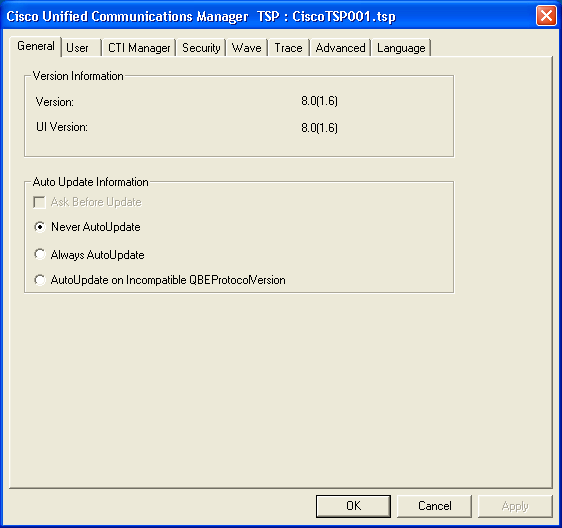 Cisco Unified Communications Manager TSP : CiscoTSP001.tsp
General User CTI Manager Security Wave Trace Advanced Language
Version Information
Version: 8.0(1.6)
UI Version: 8.0(1.6)
Auto Update Information
Ask Before Update
Never AutoUpdate
Always AutoUpdate
AutoUpdate on Incompatible QBEProtocolVersion
OK Cancel Apply